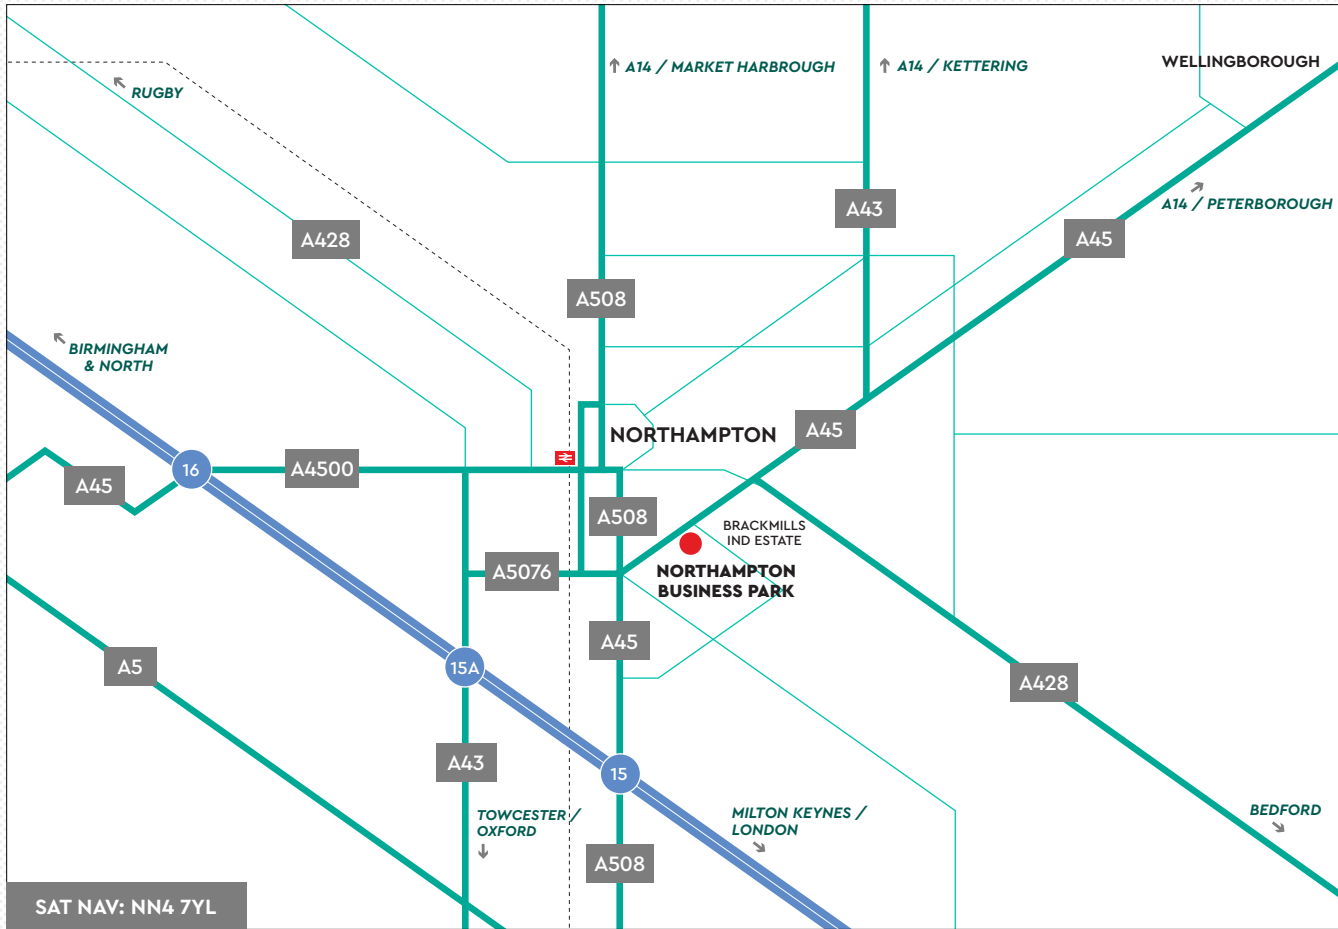 A14 / MARKET HARBROUGH
A14 / KETTERING
WELLINGBOROUGH
RUGBY
A14 / PETERBOROUGH
A43
A428
A45
A508
BIRMINGHAM
& NORTH
NORTHAMPTON
A45
16
A4500
A45
A508
BRACKMILLS
IND ESTATE
A5076
NORTHAMPTON
BUSINESS PARK
A45
A5
15A
A428
A43
15
TOWCESTER /
OXFORD
MILTON KEYNES /
LONDON
BEDFORD
A508
SAT NAV: NN4 7YL